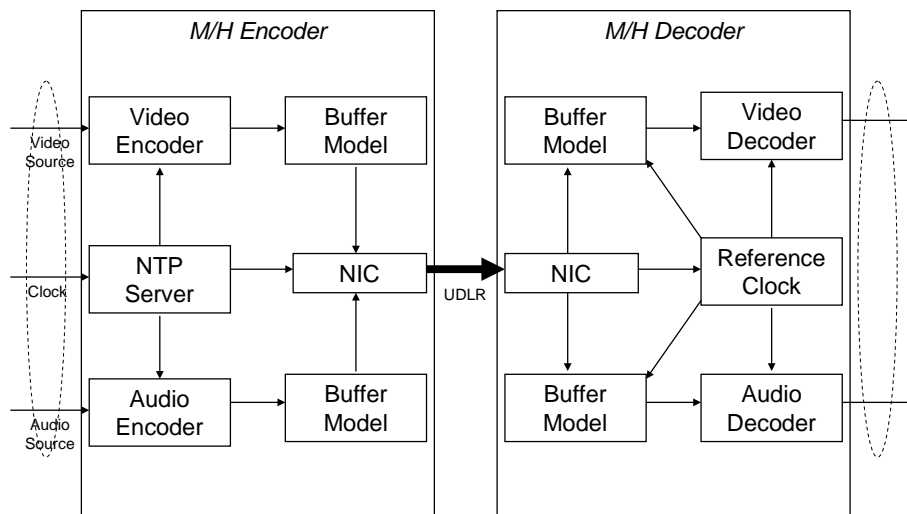 M/H Encoder
M/H Decoder
Video
Source
Video
Encoder
Buffer
Model
Buffer
Model
Video
Decoder
Clock
NTP
Server
NIC
UDLR
NIC
Reference
Clock
Audio
Source
Audio
Encoder
Buffer
Model
Buffer
Model
Audio
Decoder